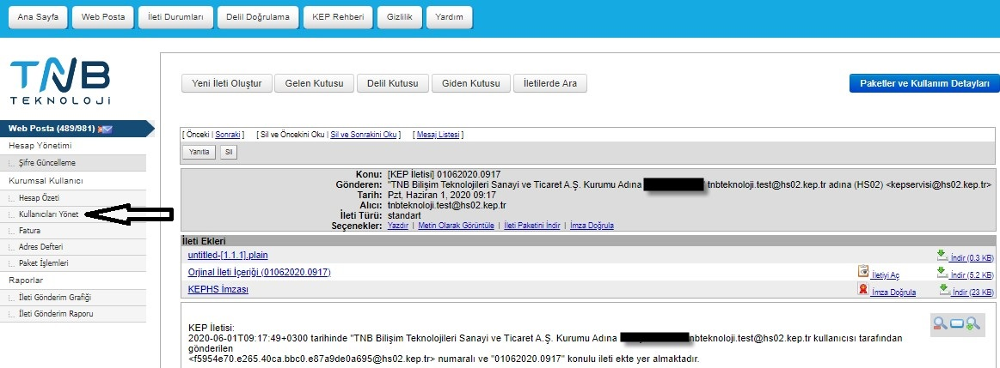 Ana Sayfa Web Posta İleti Durumları Delil Doğrulama KEP Rehberi Gizlilik Yardım
TNB
TEKNOLOJİ
Web Posta (489/981)
Hesap Yönetimi
Şifre Güncelleme
Kurumsal Kullanıcı
Hesap Özeti
Kullanıcıları Yönet
Fatura
Adres Defteri
Paket İşlemleri
Raporlar
İleti Gönderim Grafiği
İleti Gönderim Raporu
Yeni İleti Oluştur Gelen Kutusu Delil Kutusu Giden Kutusu İletilerde Ara
Paketler ve Kullanım Detayları
[ Önceki | Sonraki ] [ Sil ve Öncekini Oku | Sil ve Sonrakini Oku ] [ Mesaj Listesi ]
Yanıtla Sil
Konu: [KEP İletisi] 01062020.0917
Gönderen: "TNB Bilişim Teknolojileri Sanayi ve Ticaret A.Ş. Kurumu Adına tnbteknoloji.test@hs02.kep.tr adına (HS02) <kepservisi@hs02.kep.tr>
Tarih: Pzt, Haziran 1, 2020 09:17
Alıcı: tnbteknoloji.test@hs02.kep.tr
İleti Türü: standart
Seçenekler: Yazdır | Metin Olarak Görüntüle | İleti Paketini İndir | İmza Doğrula
İleti Ekleri
untitled-[1.1.1].plain İndir (0.3 KB)
Orjinal İleti İçeriği (01062020.0917) İletiyi Aç İndir (5.2 KB)
KEPHS İmzası İmza Doğrula İndir (23 KB)
KEP İletisi:
2020-06-01T09:17:49+0300 tarihinde "TNB Bilişim Teknolojileri Sanayi ve Ticaret A.Ş. Kurumu Adına nbteknoloji.test@hs02.kep.tr kullanıcısı tarafından
gönderilen
<f5954e70.e265.40ca.bbc0.e87a9de0a695@hs02.kep.tr> numaralı ve "01062020.0917" konulu ileti ekte yer almaktadır.